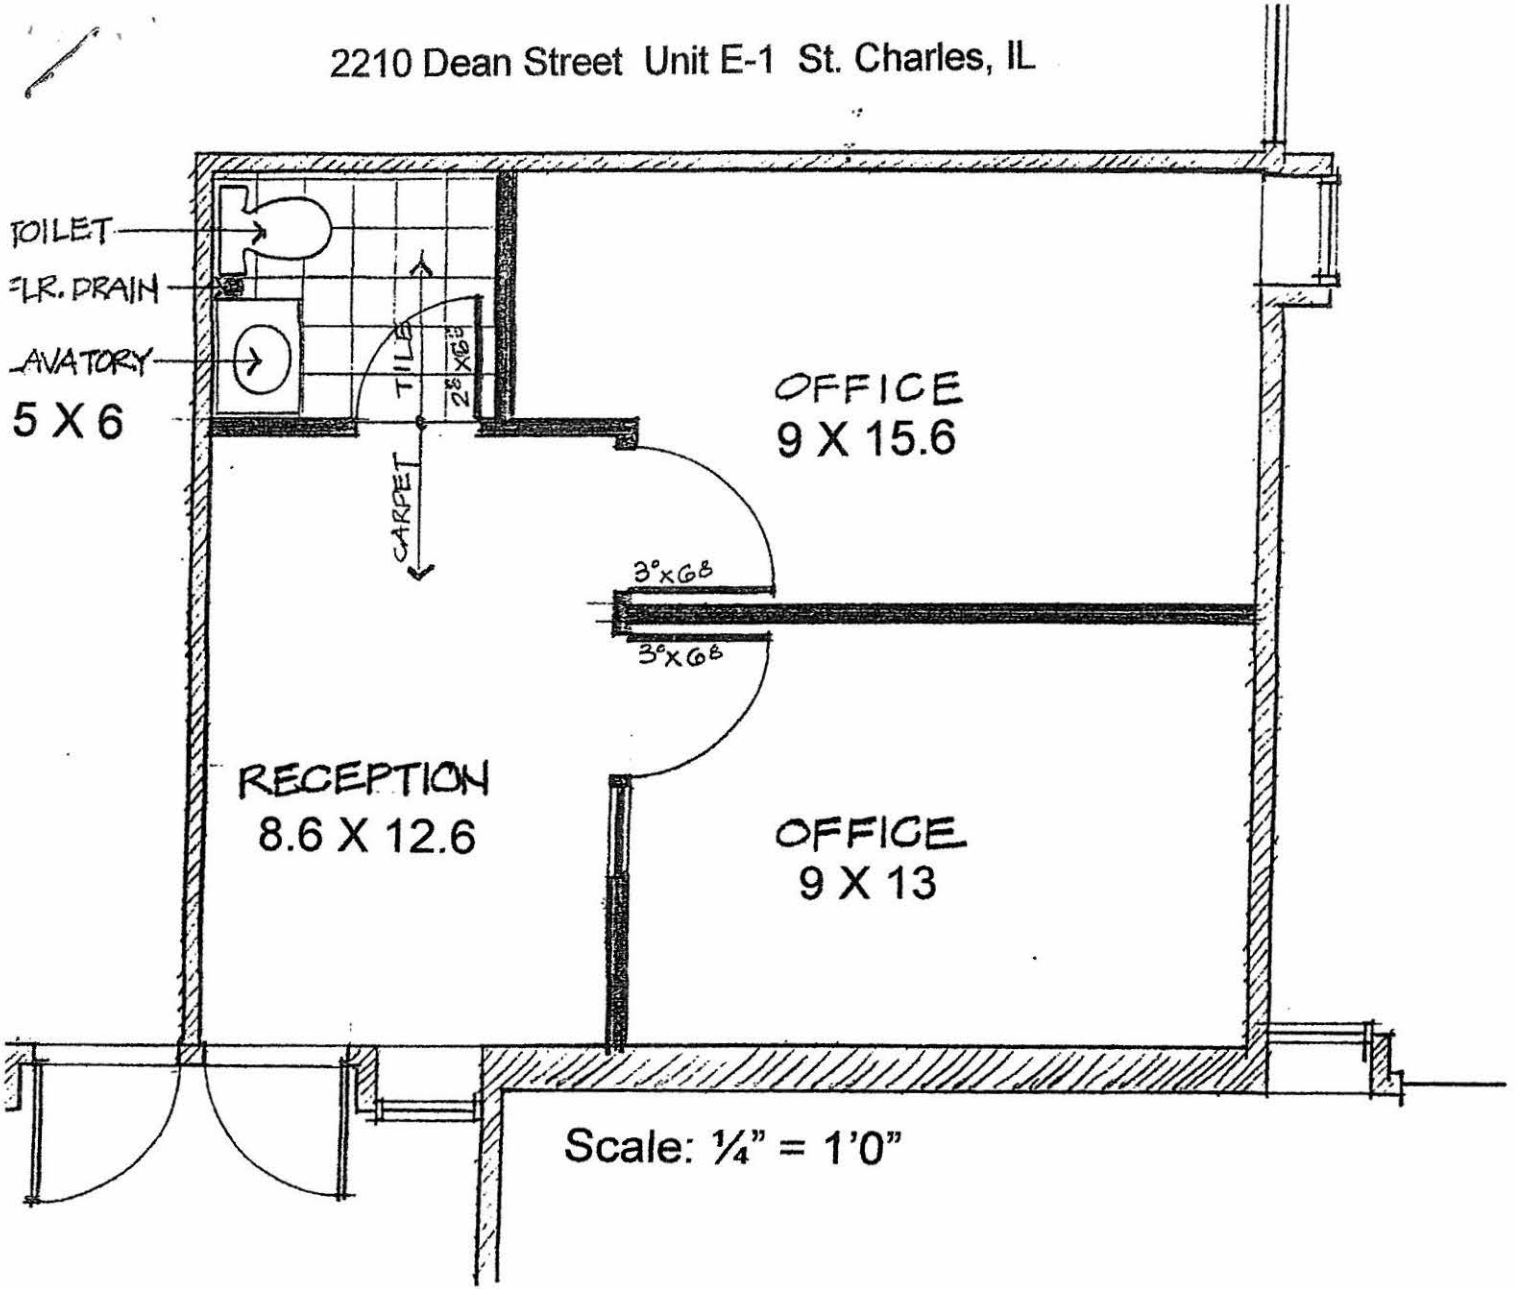 2210 Dean Street Unit E-1 St. Charles, IL
TOILET
FLR. DRAIN
LAVATORY
5 X 6
TILE
2⁸X6⁸
CARPET
OFFICE
9 X 15.6
3⁰X6⁸
3⁰X6⁸
RECEPTION
8.6 X 12.6
OFFICE
9 X 13
Scale: ¼” = 1’0”